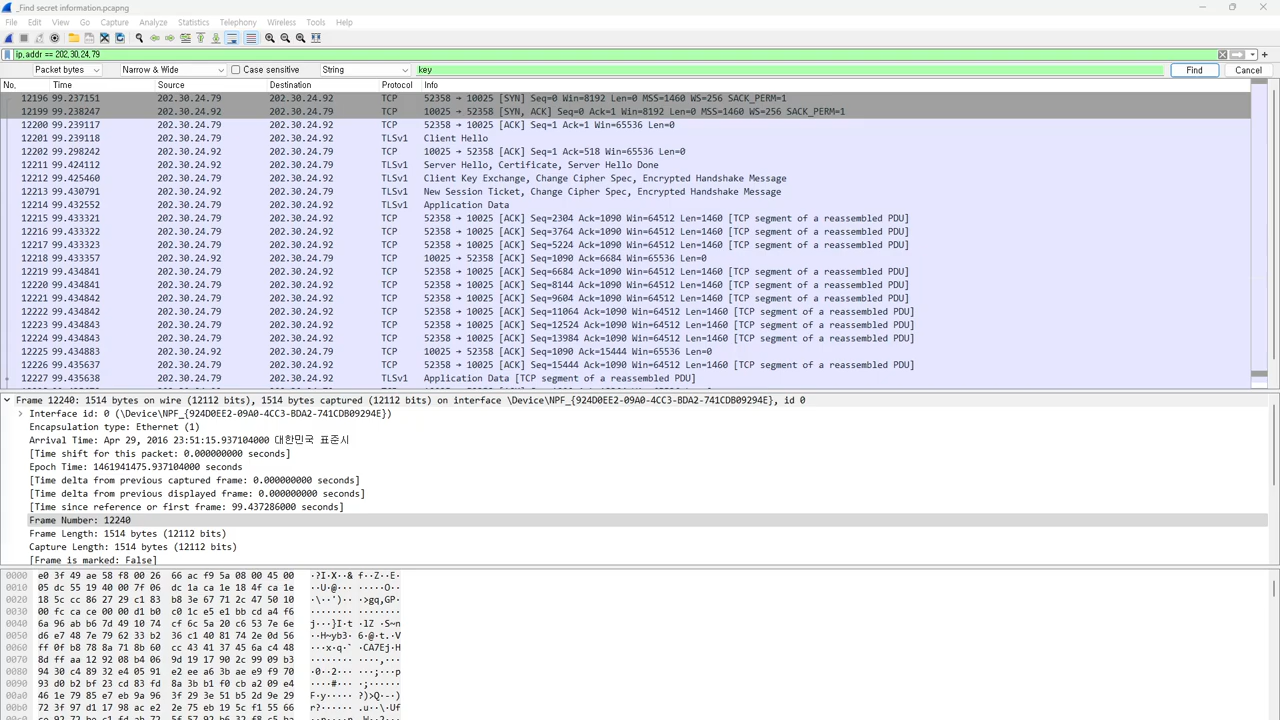 _Find secret information.pcapng
File Edit View Go Capture Analyze Statistics Telephony Wireless Tools Help
ip.addr == 202.30.24.79
Packet bytes Narrow & Wide Case sensitive String key Find Cancel
No. Time Source Destination Protocol Info
12196 99.237151 202.30.24.79 202.30.24.92 TCP 52358 → 10025 [SYN] Seq=0 Win=8192 Len=0 MSS=1460 WS=256 SACK_PERM=1
12199 99.238247 202.30.24.92 202.30.24.79 TCP 10025 → 52358 [SYN, ACK] Seq=0 Ack=1 Win=8192 Len=0 MSS=1460 WS=256 SACK_PERM=1
12200 99.239117 202.30.24.79 202.30.24.92 TCP 52358 → 10025 [ACK] Seq=1 Ack=1 Win=65536 Len=0
12201 99.239118 202.30.24.79 202.30.24.92 TLSv1 Client Hello
12202 99.298242 202.30.24.92 202.30.24.79 TCP 10025 → 52358 [ACK] Seq=1 Ack=518 Win=65536 Len=0
12211 99.424112 202.30.24.92 202.30.24.79 TLSv1 Server Hello, Certificate, Server Hello Done
12212 99.425460 202.30.24.79 202.30.24.92 TLSv1 Client Key Exchange, Change Cipher Spec, Encrypted Handshake Message
12213 99.430791 202.30.24.92 202.30.24.79 TLSv1 New Session Ticket, Change Cipher Spec, Encrypted Handshake Message
12214 99.432552 202.30.24.79 202.30.24.92 TLSv1 Application Data
12215 99.433321 202.30.24.79 202.30.24.92 TCP 52358 → 10025 [ACK] Seq=2304 Ack=1090 Win=64512 Len=1460 [TCP segment of a reassembled PDU]
12216 99.433322 202.30.24.79 202.30.24.92 TCP 52358 → 10025 [ACK] Seq=3764 Ack=1090 Win=64512 Len=1460 [TCP segment of a reassembled PDU]
12217 99.433323 202.30.24.79 202.30.24.92 TCP 52358 → 10025 [ACK] Seq=5224 Ack=1090 Win=64512 Len=1460 [TCP segment of a reassembled PDU]
12218 99.433357 202.30.24.92 202.30.24.79 TCP 10025 → 52358 [ACK] Seq=1090 Ack=6684 Win=65536 Len=0
12219 99.434841 202.30.24.79 202.30.24.92 TCP 52358 → 10025 [ACK] Seq=6684 Ack=1090 Win=64512 Len=1460 [TCP segment of a reassembled PDU]
12220 99.434841 202.30.24.79 202.30.24.92 TCP 52358 → 10025 [ACK] Seq=8144 Ack=1090 Win=64512 Len=1460 [TCP segment of a reassembled PDU]
12221 99.434842 202.30.24.79 202.30.24.92 TCP 52358 → 10025 [ACK] Seq=9604 Ack=1090 Win=64512 Len=1460 [TCP segment of a reassembled PDU]
12222 99.434842 202.30.24.79 202.30.24.92 TCP 52358 → 10025 [ACK] Seq=11064 Ack=1090 Win=64512 Len=1460 [TCP segment of a reassembled PDU]
12223 99.434843 202.30.24.79 202.30.24.92 TCP 52358 → 10025 [ACK] Seq=12524 Ack=1090 Win=64512 Len=1460 [TCP segment of a reassembled PDU]
12224 99.434843 202.30.24.79 202.30.24.92 TCP 52358 → 10025 [ACK] Seq=13984 Ack=1090 Win=64512 Len=1460 [TCP segment of a reassembled PDU]
12225 99.434883 202.30.24.92 202.30.24.79 TCP 10025 → 52358 [ACK] Seq=1090 Ack=15444 Win=65536 Len=0
12226 99.435637 202.30.24.79 202.30.24.92 TCP 52358 → 10025 [ACK] Seq=15444 Ack=1090 Win=64512 Len=1460 [TCP segment of a reassembled PDU]
12227 99.435638 202.30.24.79 202.30.24.92 TLSv1 Application Data [TCP segment of a reassembled PDU]
Frame 12240: 1514 bytes on wire (12112 bits), 1514 bytes captured (12112 bits) on interface \Device\NPF_{924D0EE2-09A0-4CC3-BDA2-741CDB09294E}, id 0
Interface id: 0 (\Device\NPF_{924D0EE2-09A0-4CC3-BDA2-741CDB09294E})
Encapsulation type: Ethernet (1)
Arrival Time: Apr 29, 2016 23:51:15.937104000 대한민국 표준시
[Time shift for this packet: 0.000000000 seconds]
Epoch Time: 1461941475.937104000 seconds
[Time delta from previous captured frame: 0.000000000 seconds]
[Time delta from previous displayed frame: 0.000000000 seconds]
[Time since reference or first frame: 99.437286000 seconds]
Frame Number: 12240
Frame Length: 1514 bytes (12112 bits)
Capture Length: 1514 bytes (12112 bits)
[Frame is marked: False]
0000 e0 3f 49 ae 58 f8 00 26 66 ac f9 5a 08 00 45 00 ·?I·X··& f··Z··E·
0010 05 dc 55 19 40 00 7f 06 dc 1a ca 1e 18 4f ca 1e ··U·@··· ·····O··
0020 18 5c cc 86 27 29 c1 83 b8 3e 67 71 2c 47 50 10 ·\··')·· ·>gq,GP·
0030 00 fc ca ce 00 00 d1 b0 c0 1c e5 e1 bb cd a4 f6 ········ ········
0040 6a 96 ab b6 7d 49 10 74 cf 6c 5a 20 c6 53 7e 6e j···}I·t ·lZ ·S~n
0050 d6 e7 48 7e 79 62 33 b2 36 c1 40 81 74 2e 0d 56 ··H~yb3· 6·@·t.·V
0060 ff 0f b8 78 8a 71 8b 60 cc 43 41 37 45 6a c4 48 ···x·q·` ·CA7Ej·H
0070 8d ff aa 12 92 08 b4 06 9d 19 17 90 2c 99 09 b3 ········ ····,···
0080 94 30 c4 89 32 e4 05 91 e2 ee a6 3b ae e9 f9 70 ·0··2··· ···;···p
0090 93 d0 b2 bf 23 cd 83 fd 8a 3b b1 f0 cb a2 09 e4 ····#··· ·;······
00a0 46 1e 79 85 e7 eb 9a 96 3f 29 3e 51 b5 2d 9e 29 F·y····· ?)>Q·-·)
00b0 72 3f 97 d1 17 98 ac e2 2e 75 eb 19 5c f1 55 66 r?······ .u··\·Uf